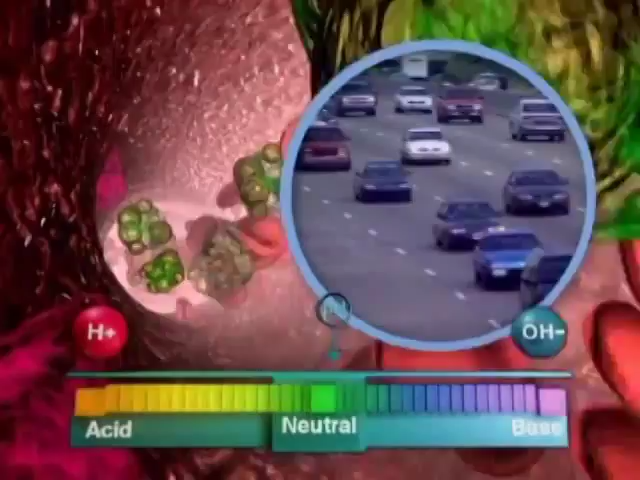 H+
OH-
Acid
Neutral
Base